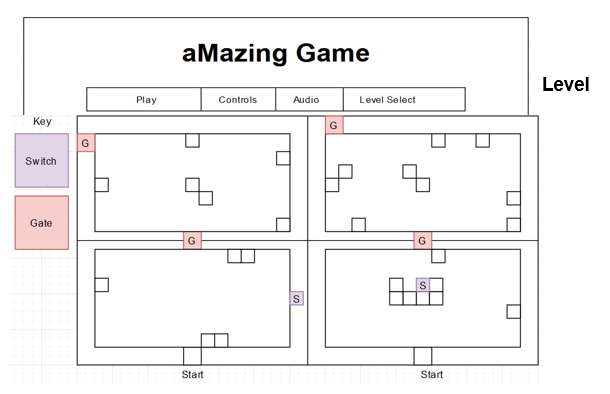 aMazing Game
Level
Play Controls Audio Level Select
Key
Switch
Gate
G
G
G
G
S
S
Start
Start